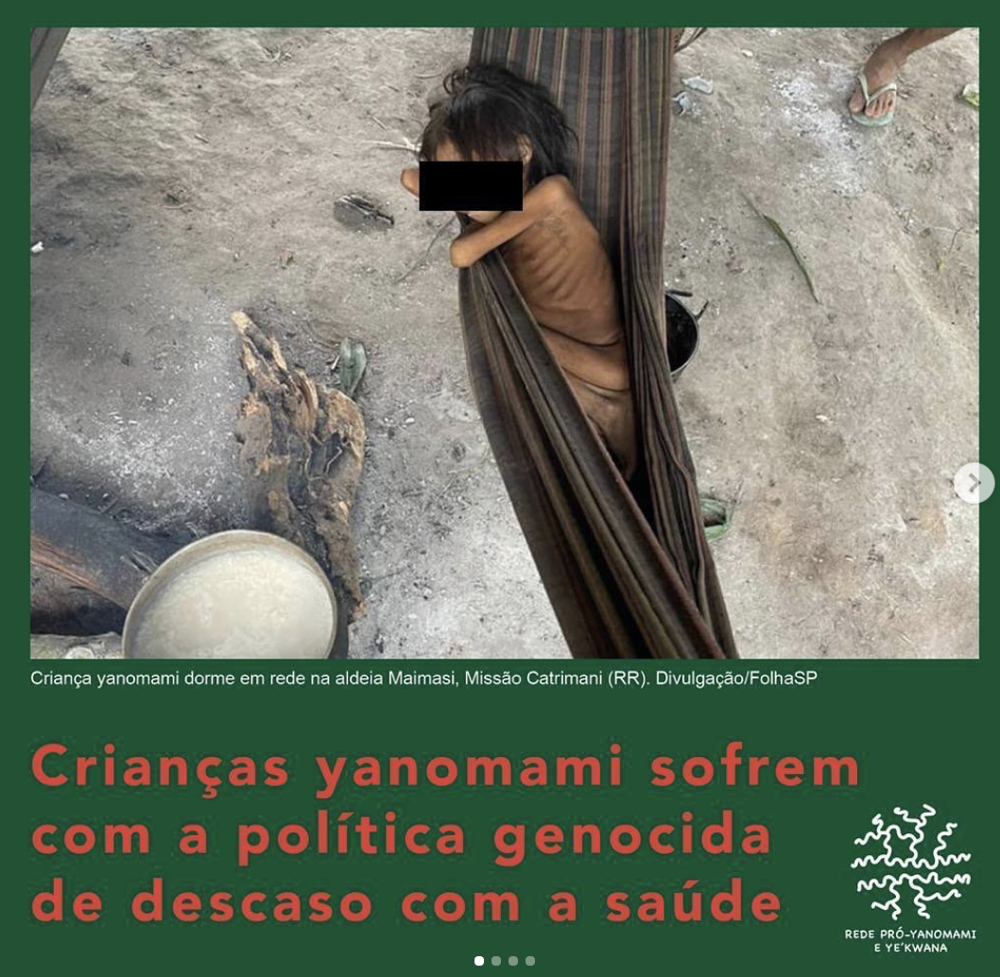 Criança yanomami dorme em rede na aldeia Maimasi, Missão Catrimani (RR). Divulgação/FolhaSP
Crianças yanomami sofrem
com a política genocida
de descaso com a saúde
REDE PRÓ-YANOMAMI
E YE'KWANA